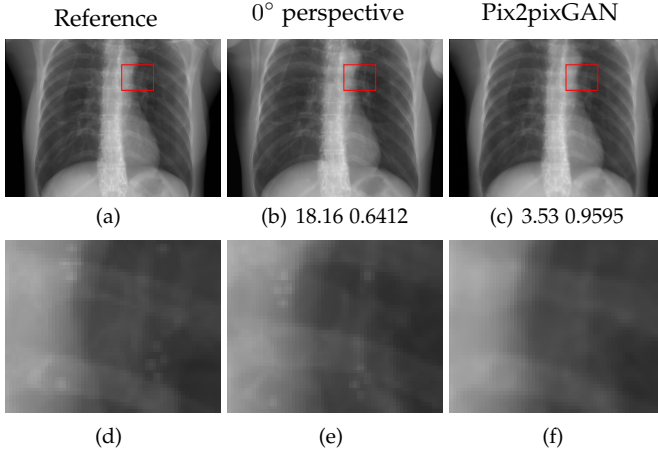 Reference 0° perspective Pix2pixGAN
(a) (b) 18.16 0.6412 (c) 3.53 0.9595
(d) (e) (f)